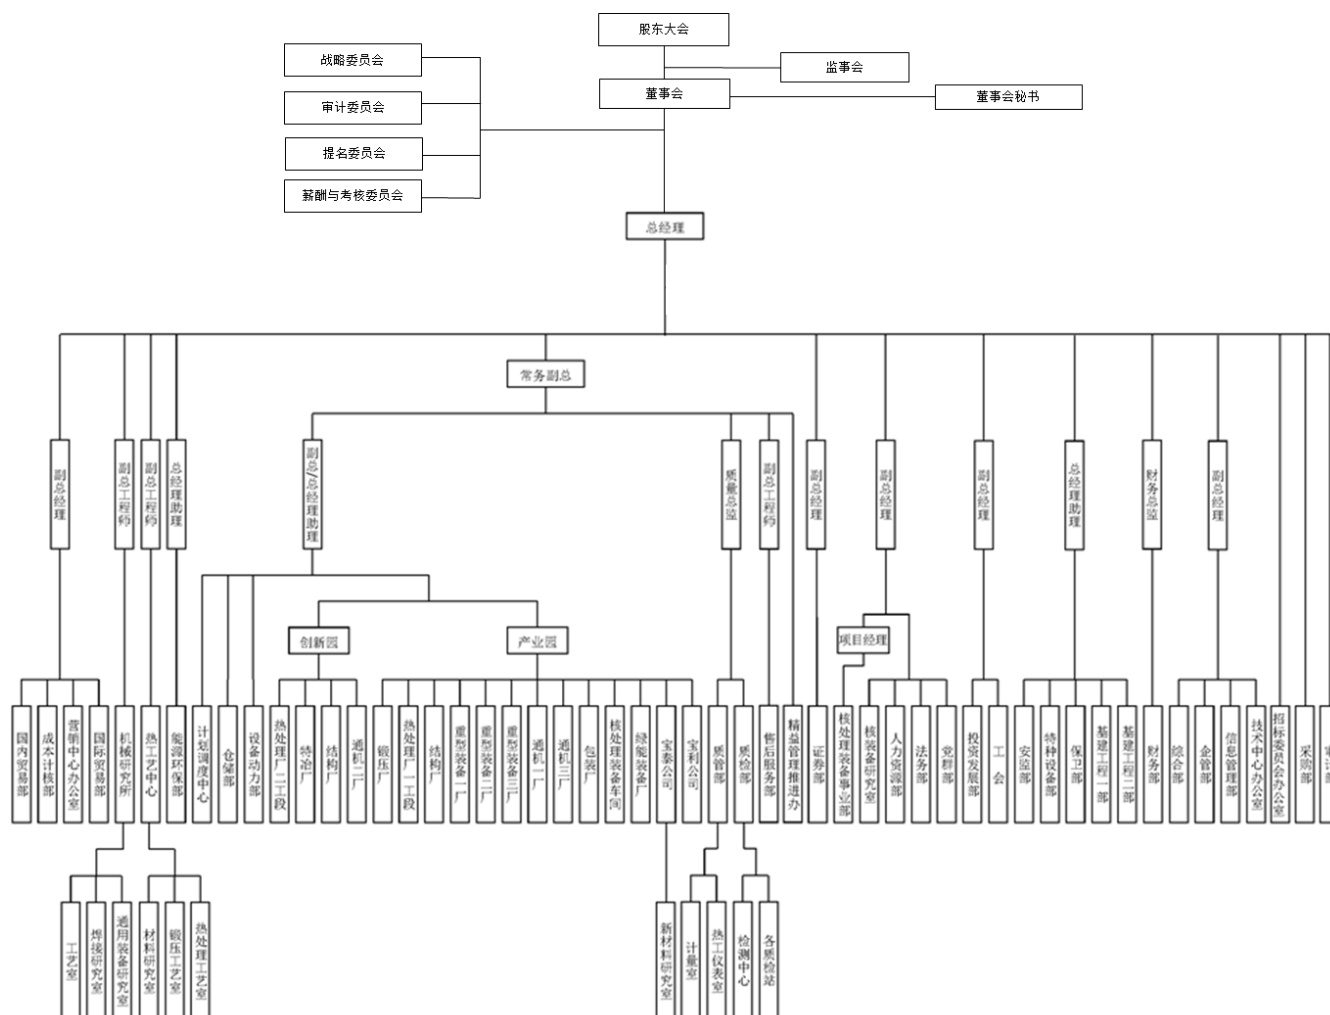 股东大会
战略委员会
监事会
审计委员会
董事会
董事会秘书
提名委员会
薪酬与考核委员会
总经理
常务副总
副总经理
副总工程师
副总工程师
总经理助理
副总/总经理助理
质量总监
副总工程师
副总经理
副总经理
副总经理
总经理助理
财务总监
副总经理
创新园
产业园
项目经理
国内贸易部
成本计核部
营销中心办公室
国际贸易部
机械研究所
热工艺中心
能源环保部
计划调度中心
仓储部
设备动力部
热处理厂二工段
特冶厂
结构厂
通机二厂
锻压厂
热处理厂一工段
结构厂
重型装备一厂
重型装备二厂
重型装备三厂
通机一厂
通机三厂
包装厂
核处理装备车间
绿能装备厂
宝泰公司
宝利公司
质管部
质检部
售后服务部
精益管理推进办
证券部
核处理装备事业部
核装备研究室
人力资源部
法务部
党群部
投资发展部
工会
安监部
特种设备部
保卫部
基建工程一部
基建工程二部
财务部
综合部
企管部
信息管理部
技术中心办公室
招标委员会办公室
采购部
工艺室
焊接研究室
通用装备研究室
材料研究室
锻压工艺室
热处理工艺室
新材料研究室
计量室
热工仪表室
检测中心
各质检站